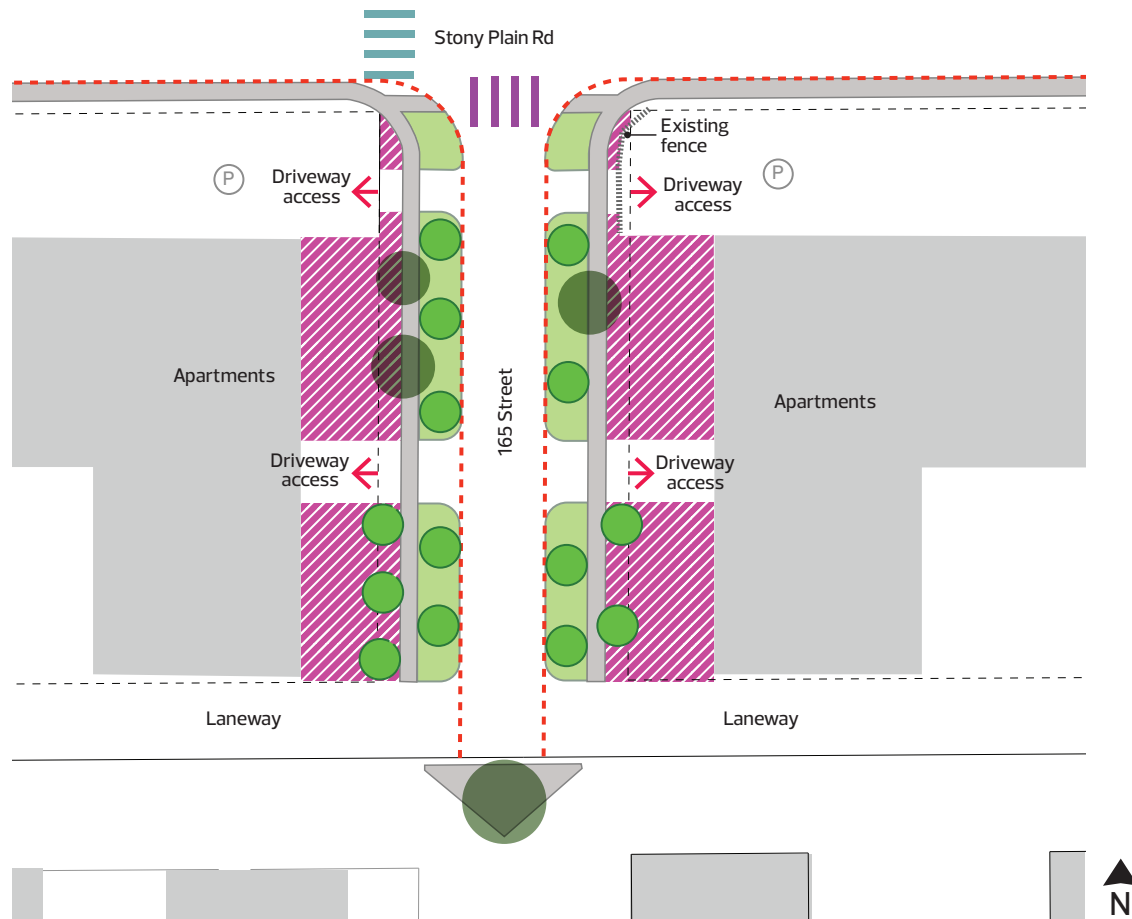 Stony Plain Rd
Existing
fence
P
Driveway
access
P
Driveway
access
Apartments
165 Street
Apartments
Driveway
access
Driveway
access
Laneway
Laneway
N